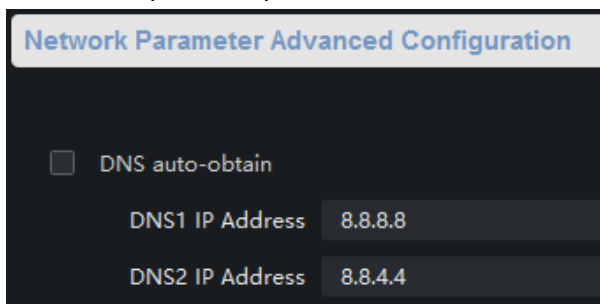 Network Parameter Advanced Configuration
DNS auto-obtain
DNS1 IP Address 8.8.8.8
DNS2 IP Address 8.8.4.4